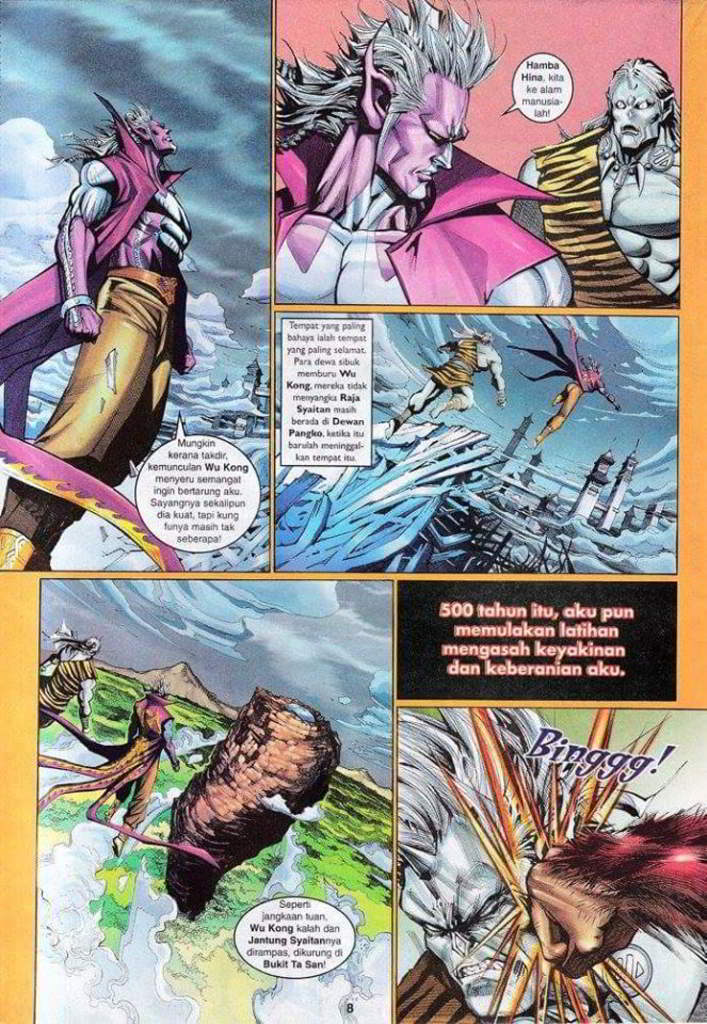 Mungkin
kerana takdir,
kemunculan Wu Kong
menyeru semangat
ingin bertarung aku.
Sayangnya sekalipun
dia kuat, tapi kung
funya masih tak
seberapa!
Hamba
Hina, kita
ke alam
manusia-
lah!
Tempat yang paling
bahaya ialah tempat
yang paling selamat.
Para dewa sibuk
memburu Wu
Kong, mereka tidak
menyangka Raja
Syaitan masih
berada di Dewan
Pangko, ketika itu
barulah meninggal-
kan tempat itu.
Seperti
jangkaan tuan,
Wu Kong kalah dan
Jantung Syaitannya
dirampas, dikurung di
Bukit Ta San!
500 tahun itu, aku pun
memulakan latihan
mengasah keyakinan
dan keberanian aku.
Binggg!
8